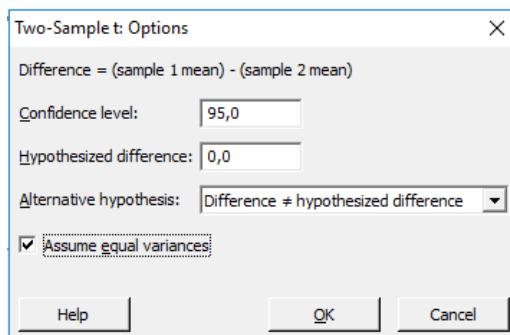 Two-Sample t: Options
Difference = (sample 1 mean) - (sample 2 mean)
Confidence level: 95,0
Hypothesized difference: 0,0
Alternative hypothesis: Difference ≠ hypothesized difference
Assume equal variances
Help OK Cancel